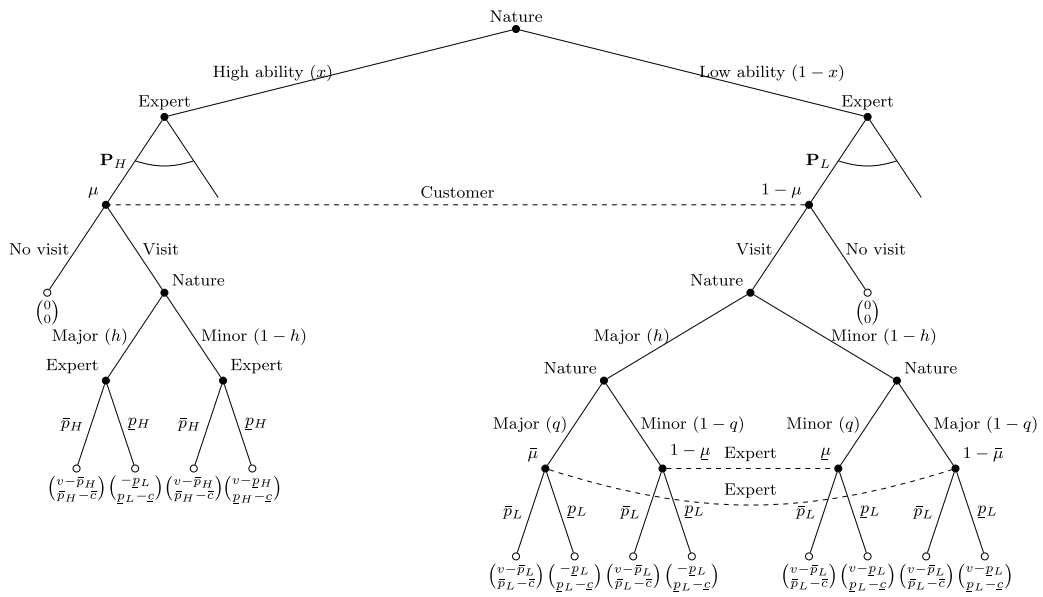 Nature
High ability (x)
Low ability (1 − x)
Expert
Expert
P_H
P_L
μ
Customer
1 − μ
No visit
Visit
Visit
No visit
Nature
Nature
(0
0)
(0
0)
Major (h)
Minor (1 − h)
Major (h)
Minor (1 − h)
Expert
Expert
Nature
Nature
p̄_H
p̲_H
p̄_H
p̲_H
Major (q)
Minor (1 − q)
Minor (q)
Major (1 − q)
μ̄
1 − μ̲
Expert
μ̲
1 − μ̄
(v−p̄_H
p̄_H−c̄)
(−p̲_L
p̲_L−c̲)
(v−p̄_H
p̄_H−c̄)
(v−p̲_H
p̲_H−c̲)
Expert
p̄_L
p̲_L
p̄_L
p̲_L
p̄_L
p̲_L
p̄_L
p̲_L
(v−p̄_L
p̄_L−c̄)
(−p̲_L
p̲_L−c̲)
(v−p̄_L
p̄_L−c̄)
(−p̲_L
p̲_L−c̲)
(v−p̄_L
p̄_L−c̄)
(v−p̲_L
p̲_L−c̲)
(v−p̄_L
p̄_L−c̄)
(v−p̲_L
p̲_L−c̲)